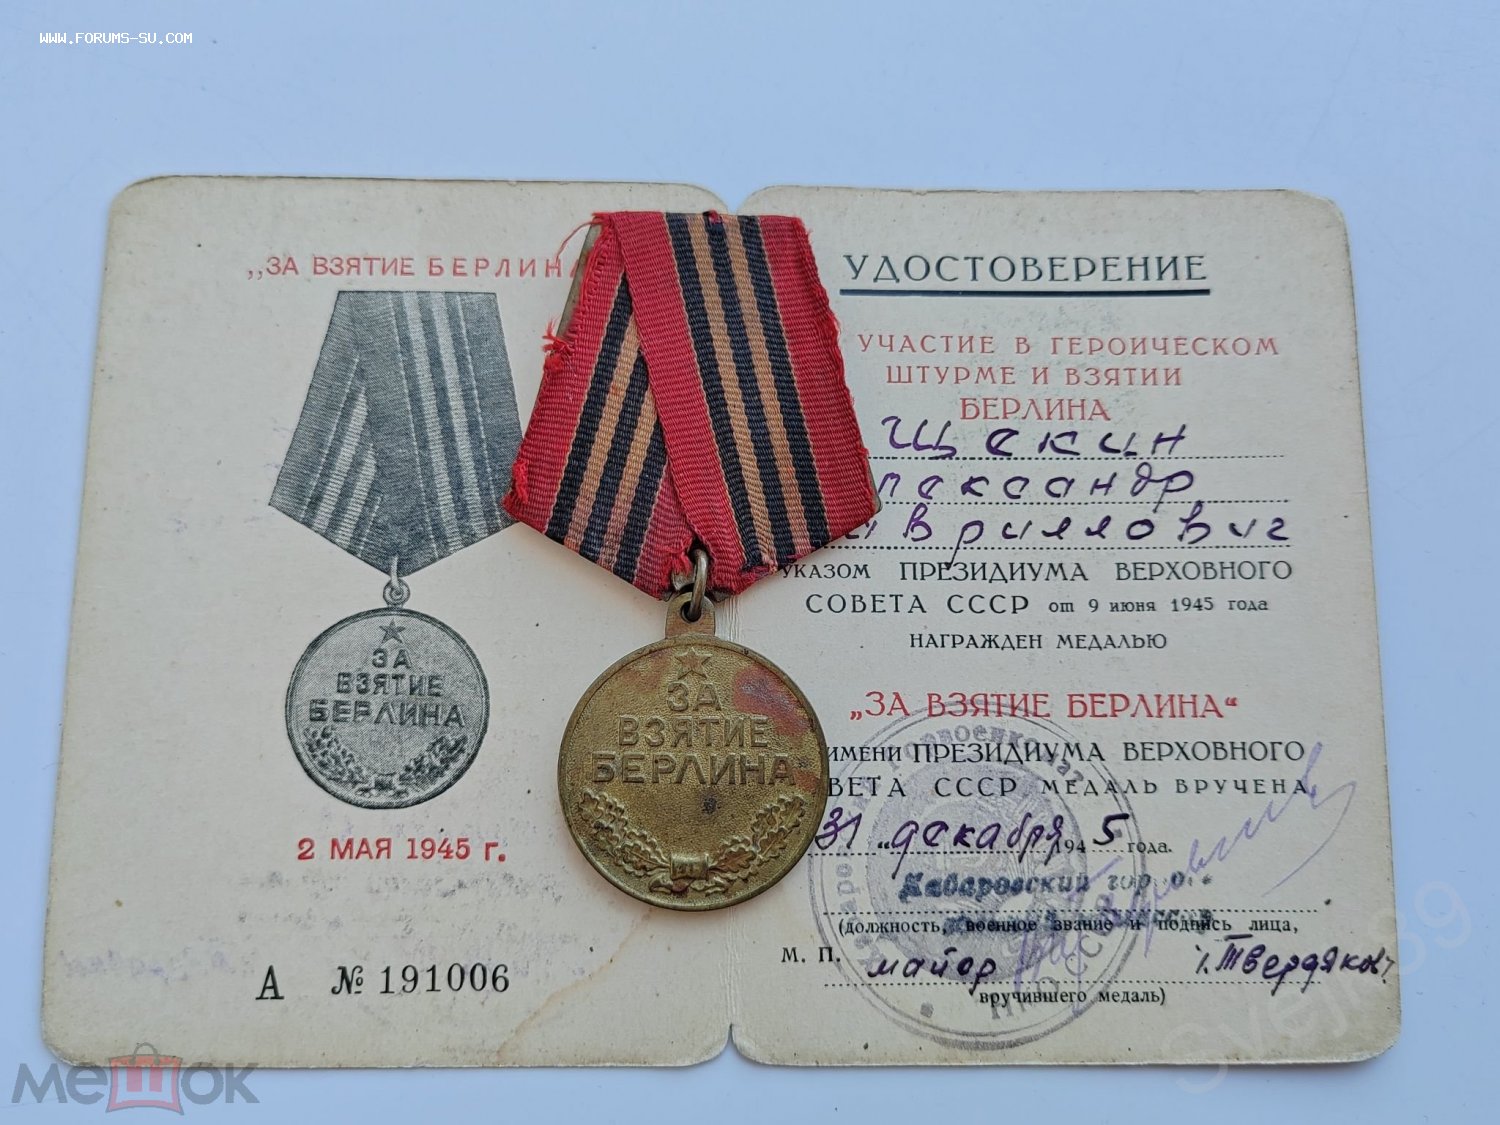 WWW.FORUMS-SU.COM
„ЗА ВЗЯТИЕ БЕРЛИНА
ЗА
ВЗЯТИЕ
БЕРЛИНА
2 МАЯ 1945 г.
А № 191006
ЗА
ВЗЯТИЕ
БЕРЛИНА
УДОСТОВЕРЕНИЕ
УЧАСТИЕ В ГЕРОИЧЕСКОМ
ШТУРМЕ И ВЗЯТИИ
БЕРЛИНА
Щекин
лександр
авриллович
УКАЗОМ ПРЕЗИДИУМА ВЕРХОВНОГО
СОВЕТА СССР от 9 июня 1945 года
НАГРАЖДЕН МЕДАЛЬЮ
„ЗА ВЗЯТИЕ БЕРЛИНА“
ИМЕНИ ПРЕЗИДИУМА ВЕРХОВНОГО
ВЕТА СССР МЕДАЛЬ ВРУЧЕНА
31 „ декабря 1945 года.
Хабаровский гор
(должность, военное звание и подпись лица,
М. П. майор Твердяков
вручившего медаль)
мешок